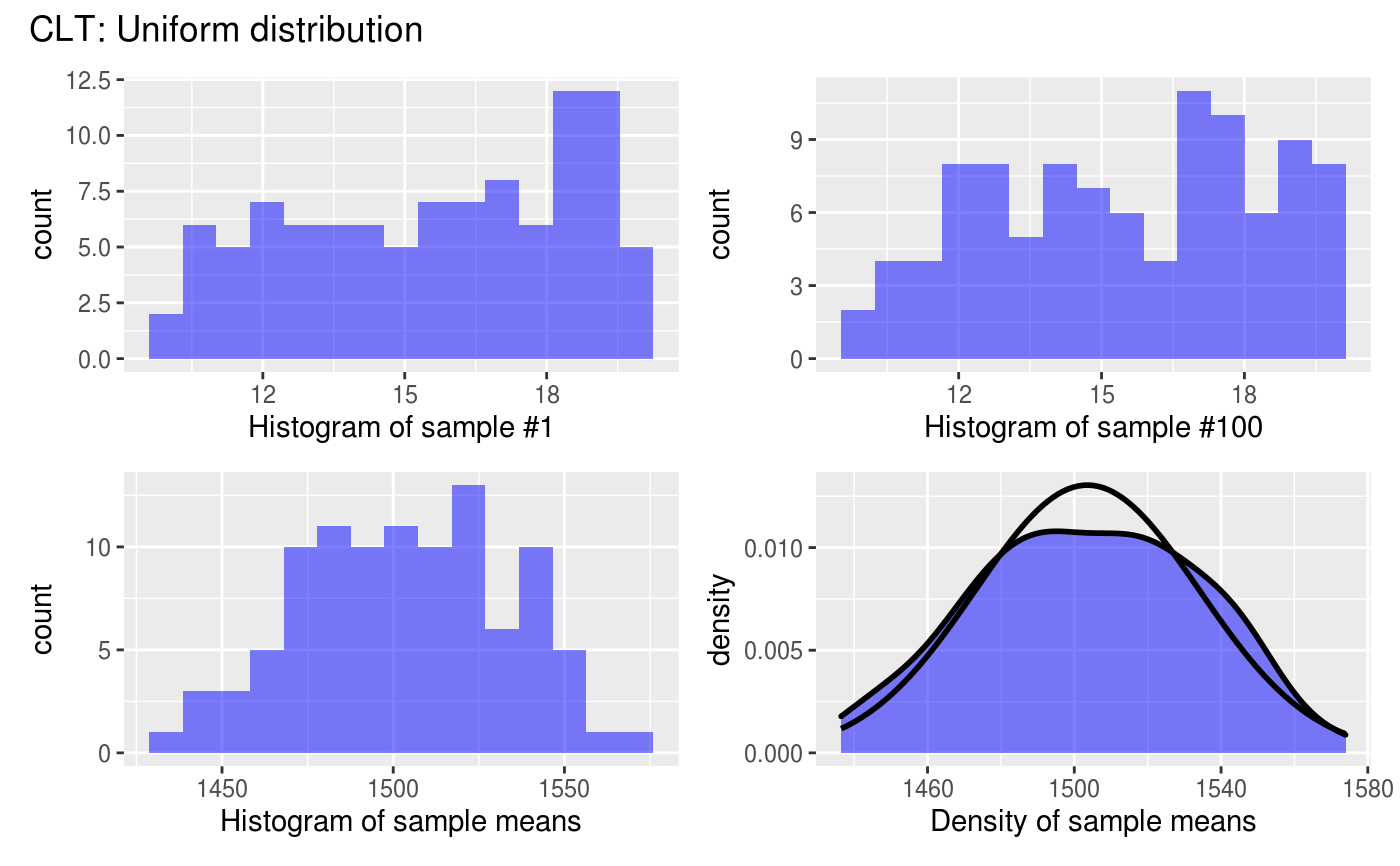 CLT: Uniform distribution
12.5
10.0
7.5
5.0
2.5
0.0
count
12 15 18
Histogram of sample #1
9
6
3
0
count
12 15 18
Histogram of sample #100
10
5
0
count
1450 1500 1550
Histogram of sample means
0.010
0.005
0.000
density
1460 1500 1540 1580
Density of sample means